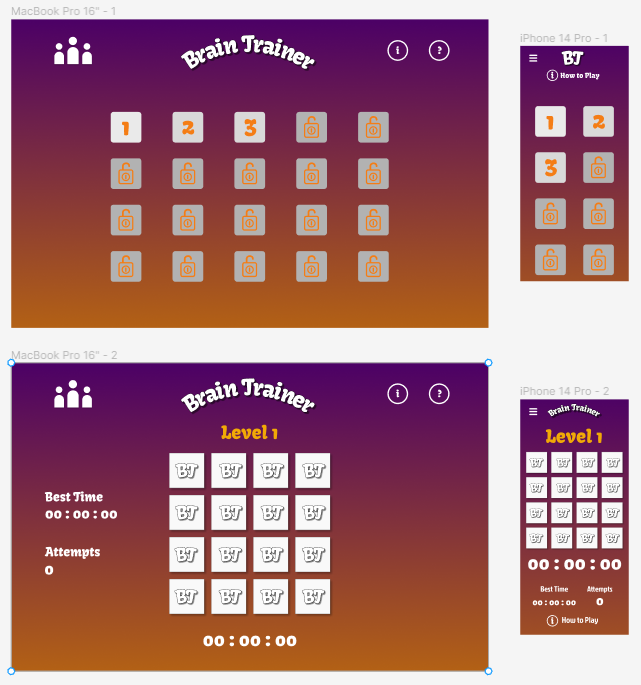 MacBook Pro 16" - 1
Brain Trainer
i
?
1
2
3
iPhone 14 Pro - 1
BT
i How to Play
1
2
3
MacBook Pro 16" - 2
Brain Trainer
i
?
Level 1
BT BT BT BT
BT BT BT BT
BT BT BT BT
BT BT BT BT
Best Time
00 : 00 : 00
Attempts
0
00 : 00 : 00
iPhone 14 Pro - 2
Brain Trainer
Level 1
BT BT BT BT
BT BT BT BT
BT BT BT BT
BT BT BT BT
00 : 00 : 00
Best Time
00 : 00 : 00
Attempts
0
i How to Play